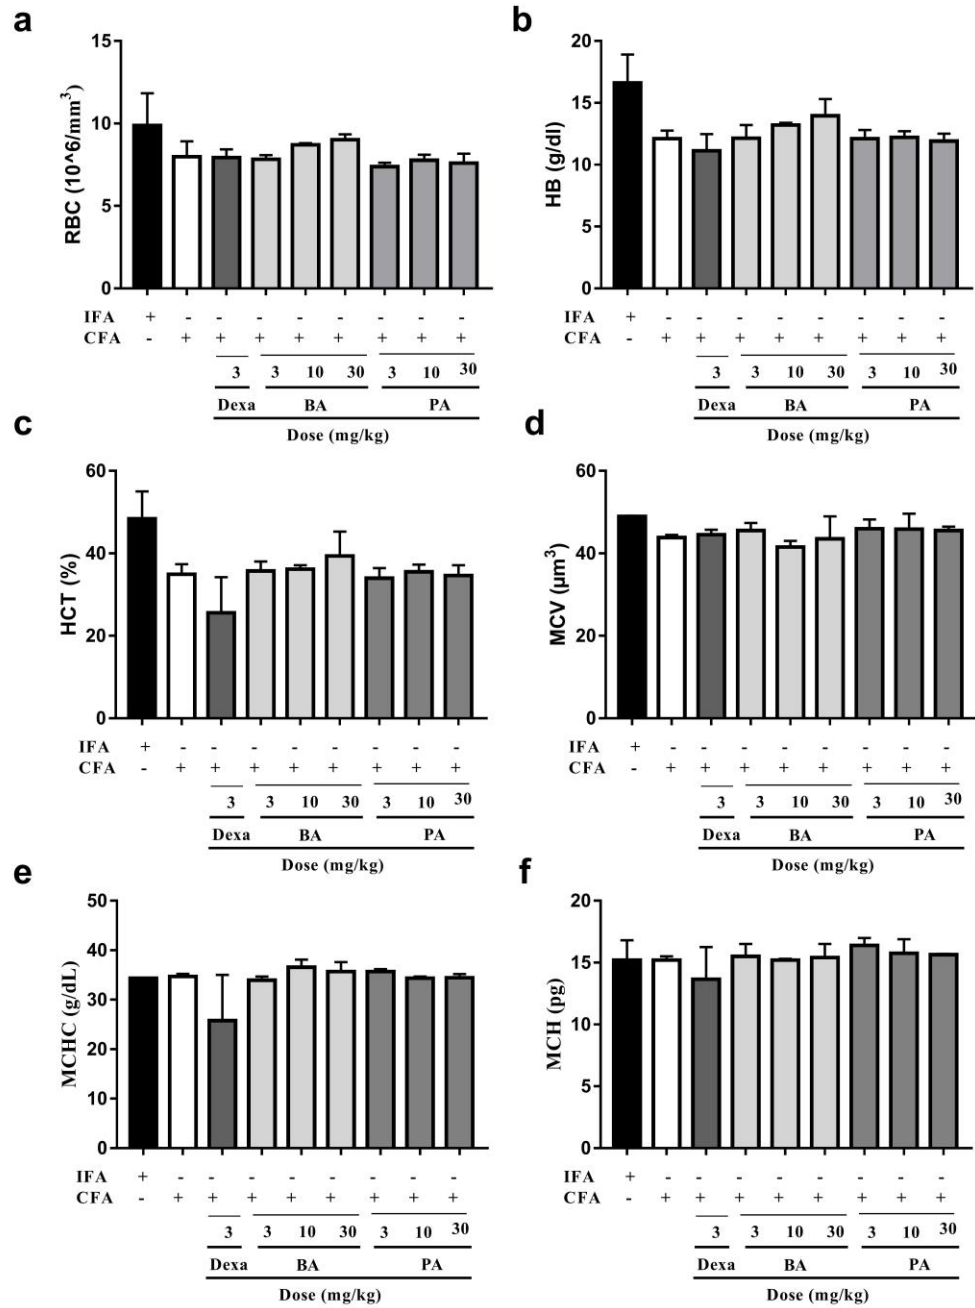 a
15
10
5
0
RBC (10^6/mm³)
IFA + - - - - - - - -
CFA - + + + + + + + +
3 3 10 30 3 10 30
Dexa BA PA
Dose (mg/kg)
b
20
15
10
5
0
HB (g/dl)
IFA + - - - - - - - -
CFA - + + + + + + + +
3 3 10 30 3 10 30
Dexa BA PA
Dose (mg/kg)
c
60
40
20
0
HCT (%)
IFA + - - - - - - - -
CFA - + + + + + + + +
3 3 10 30 3 10 30
Dexa BA PA
Dose (mg/kg)
d
60
40
20
0
MCV (µm³)
IFA + - - - - - - - -
CFA - + + + + + + + +
3 3 10 30 3 10 30
Dexa BA PA
Dose (mg/kg)
e
50
40
30
20
10
0
MCHC (g/dL)
IFA + - - - - - - - -
CFA - + + + + + + + +
3 3 10 30 3 10 30
Dexa BA PA
Dose (mg/kg)
f
20
15
10
5
0
MCH (pg)
IFA + - - - - - - - -
CFA - + + + + + + + +
3 3 10 30 3 10 30
Dexa BA PA
Dose (mg/kg)